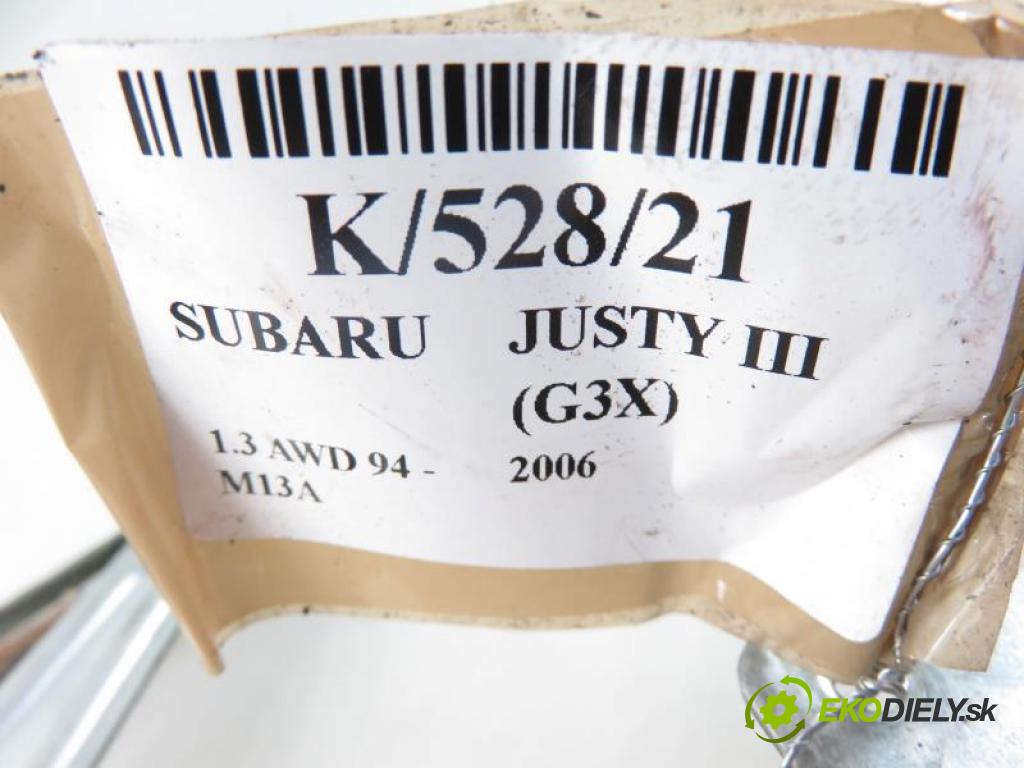 K/528/21
SUBARU JUSTY III
(G3X)
1.3 AWD 94 - 2006
M13A
EKODIELY.sk